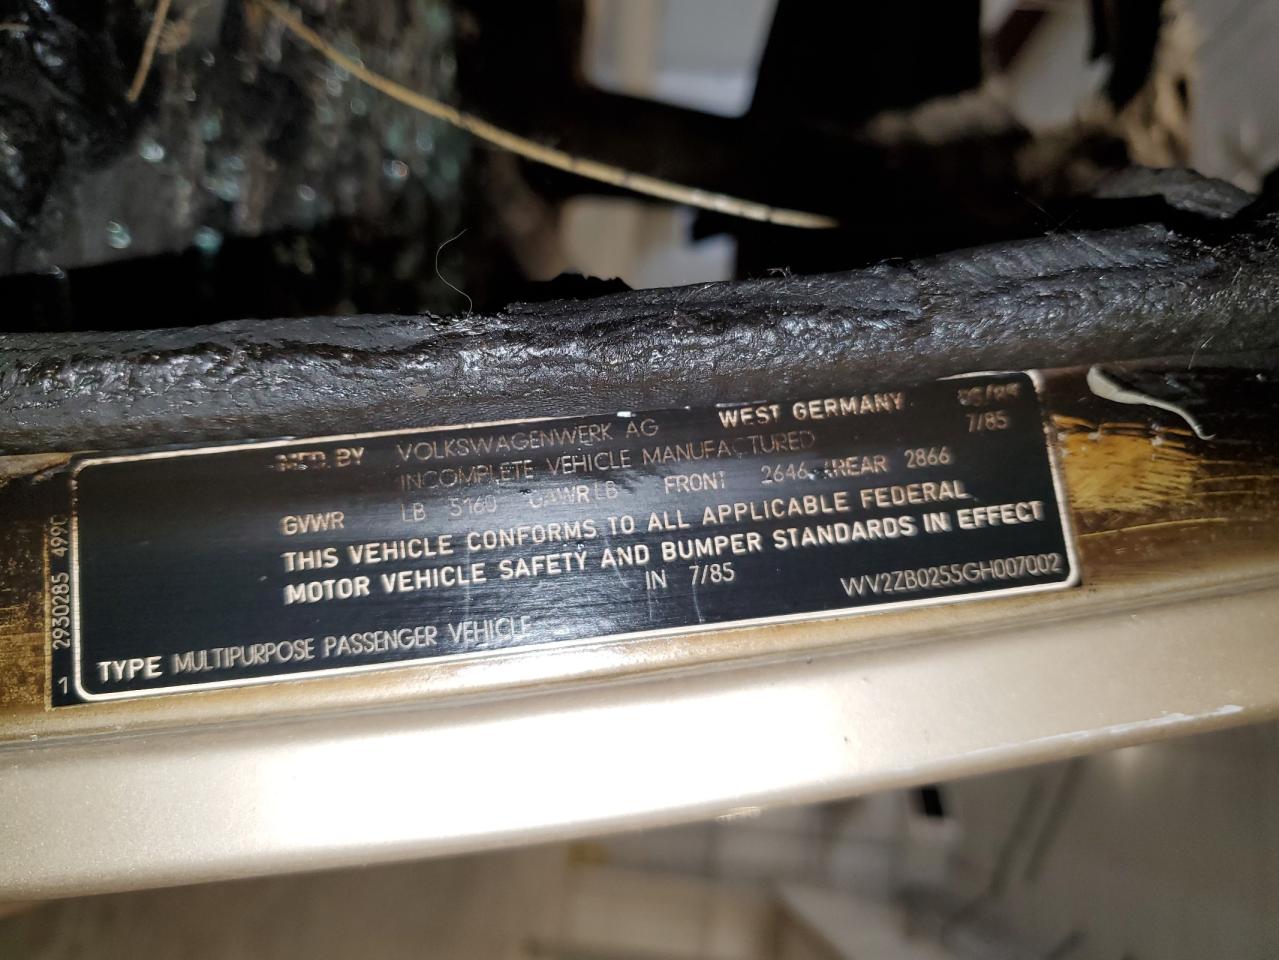 MFD. BY VOLKSWAGENWERK AG WEST GERMANY
INCOMPLETE VEHICLE MANUFACTURED 7/85
GVWR LB 5160 GAWR LB FRONT 2646 REAR 2866
THIS VEHICLE CONFORMS TO ALL APPLICABLE FEDERAL
MOTOR VEHICLE SAFETY AND BUMPER STANDARDS IN EFFECT
IN 7/85
WV2ZB0255GH007002
TYPE MULTIPURPOSE PASSENGER VEHICLE
1 2930285 499C